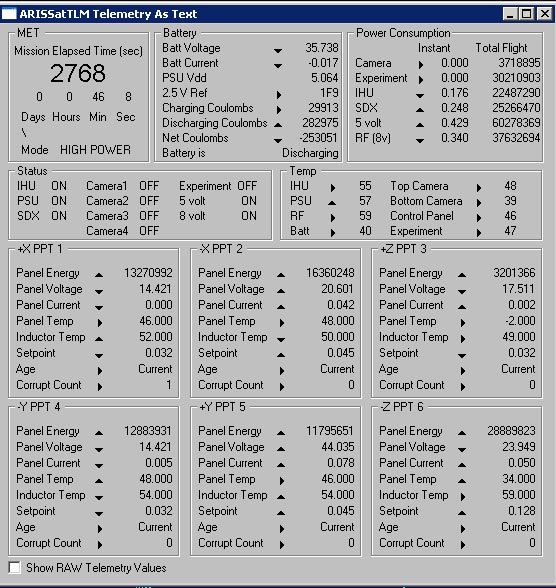 ARISSatTLM Telemetry As Text
MET
Mission Elapsed Time (sec)
2768
0 0 46 8
Days Hours Min Sec
\
Mode HIGH POWER
Battery
Batt Voltage 35.738
Batt Current -0.017
PSU Vdd 5.064
2.5 V Ref 1F9
Charging Coulombs 29913
Discharging Coulombs 282975
Net Coulombs -253051
Battery is Discharging
Power Consumption
Instant Total Flight
Camera 0.000 3718895
Experiment 0.000 30210903
IHU 0.176 22487290
SDX 0.248 25266470
5 volt 0.429 60278369
RF (8v) 0.340 37632694
Status
IHU ON Camera1 OFF Experiment OFF
PSU ON Camera2 OFF 5 volt ON
SDX ON Camera3 OFF 8 volt ON
Camera4 OFF
Temp
IHU 55 Top Camera 48
PSU 57 Bottom Camera 39
RF 59 Control Panel 46
Batt 40 Experiment 47
+X PPT 1
Panel Energy 13270992
Panel Voltage 14.421
Panel Current 0.000
Panel Temp 46.000
Inductor Temp 52.000
Setpoint 0.032
Age Current
Corrupt Count 1
-X PPT 2
Panel Energy 16360248
Panel Voltage 20.601
Panel Current 0.042
Panel Temp 48.000
Inductor Temp 50.000
Setpoint 0.045
Age Current
Corrupt Count 0
+Z PPT 3
Panel Energy 3201366
Panel Voltage 17.511
Panel Current 0.002
Panel Temp -2.000
Inductor Temp 49.000
Setpoint 0.032
Age Current
Corrupt Count 0
-Y PPT 4
Panel Energy 12883931
Panel Voltage 14.421
Panel Current 0.005
Panel Temp 48.000
Inductor Temp 54.000
Setpoint 0.032
Age Current
Corrupt Count 0
+Y PPT 5
Panel Energy 11795651
Panel Voltage 44.035
Panel Current 0.078
Panel Temp 46.000
Inductor Temp 54.000
Setpoint 0.045
Age Current
Corrupt Count 0
-Z PPT 6
Panel Energy 28889823
Panel Voltage 23.949
Panel Current 0.050
Panel Temp 34.000
Inductor Temp 59.000
Setpoint 0.128
Age Current
Corrupt Count 0
Show RAW Telemetry Values